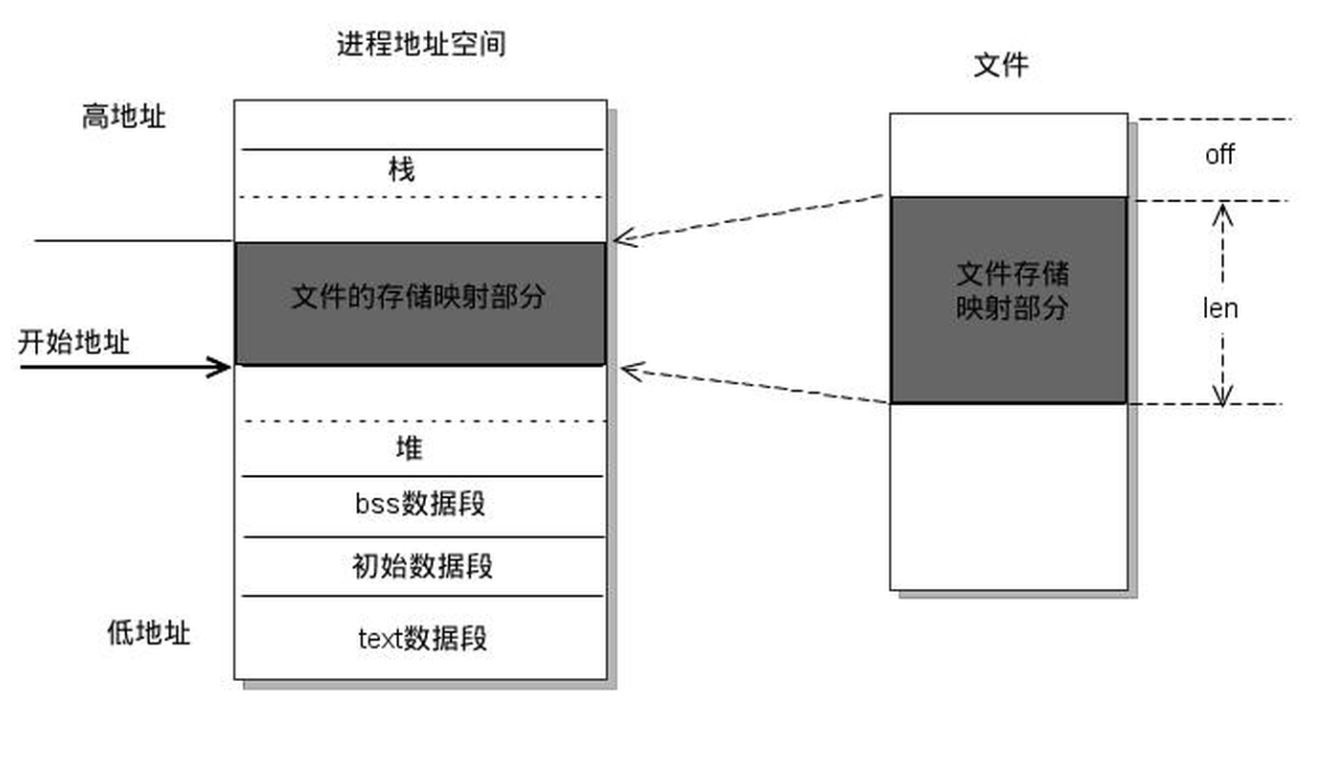 进程地址空间
文件
高地址
off
栈
文件存储
映射部分
文件的存储映射部分
len
开始地址
堆
bss数据段
初始数据段
低地址
text数据段